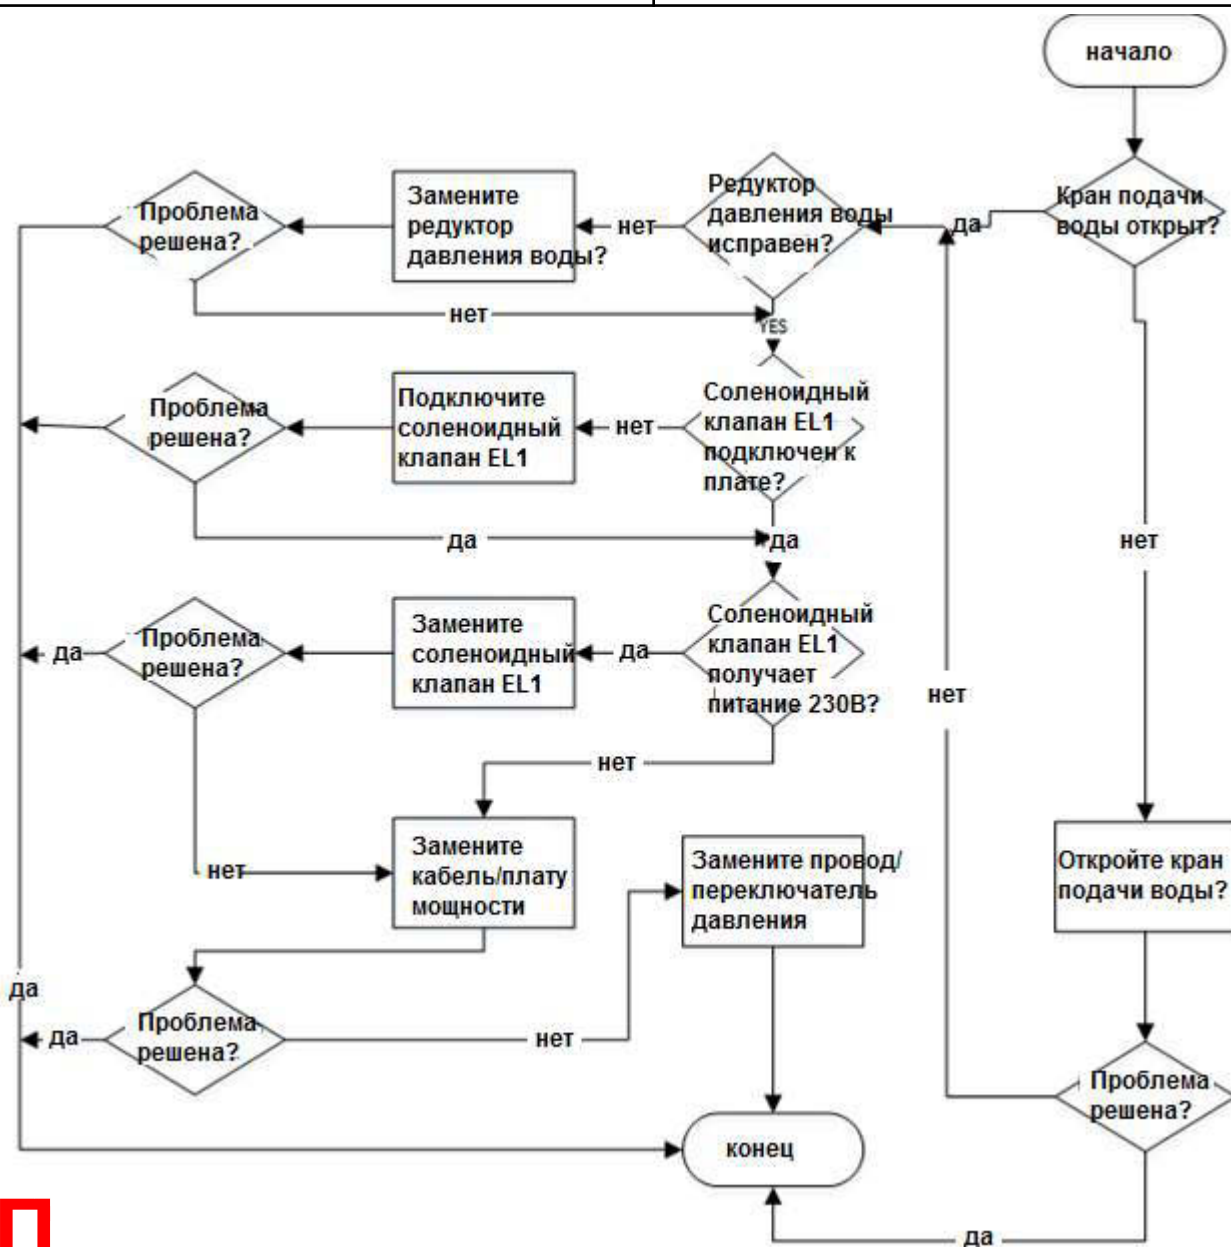 начало
Кран подачи
воды открыт?
да
Редуктор
давления воды
исправен?
нет
Замените
редуктор
давления воды?
Проблема
решена?
нет
YES
Соленоидный
клапан EL1
подключен к
плате?
нет
Подключите
соленоидный
клапан EL1
Проблема
решена?
да
да
нет
Соленоидный
клапан EL1
получает
питание 230В?
да
Замените
соленоидный
клапан EL1
Проблема
решена?
да
нет
нет
нет
Замените
кабель/плату
мощности
Замените провод/
переключатель
давления
Откройте кран
подачи воды?
да
Проблема
решена?
да
нет
Проблема
решена?
конец
да
П